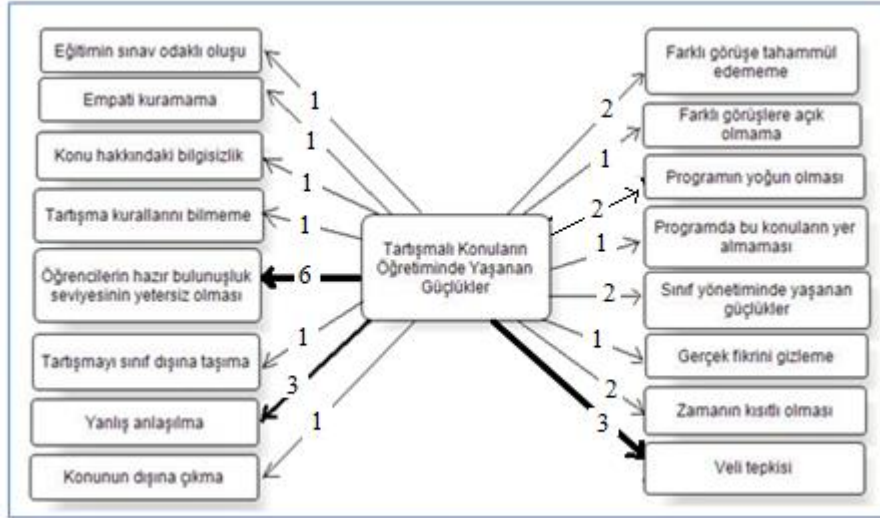 Eğitimin sınav odaklı oluşu
1
Empati kuramama
1
Konu hakkındaki bilgisizlik
1
Tartışma kurallarını bilmeme
1
Öğrencilerin hazır bulunuşluk
seviyesinin yetersiz olması
6
Tartışmayı sınıf dışına taşıma
1
Yanlış anlaşılma
3
Konunun dışına çıkma
1
Tartışmalı Konuların
Öğretiminde Yaşanan
Güçlükler
Farklı görüşe tahammül
edememe
2
Farklı görüşlere açık
olmama
1
Programın yoğun olması
2
Programda bu konuların yer
almaması
1
Sınıf yönetiminde yaşanan
güçlükler
2
Gerçek fikrini gizleme
1
Zamanın kısıtlı olması
2
Veli tepkisi
3